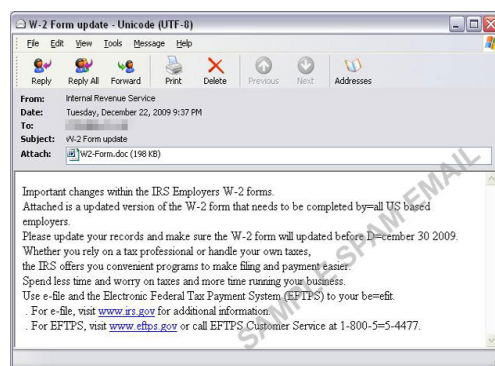 W-2 Form update - Unicode (UTF-8)
File Edit View Tools Message Help
Reply Reply All Forward Print Delete Previous Next Addresses
From: Internal Revenue Service
Date: Tuesday, December 22, 2009 9:37 PM
To:
Subject: W-2 Form update
Attach: W2-Form.doc (198 KB)
Important changes within the IRS Employers W-2 forms.
Attached is a updated version of the W-2 form that needs to be completed by=all US based
employers.
Please update your records and make sure the W-2 form will updated before D=cember 30 2009.
Whether you rely on a tax professional or handle your own taxes,
the IRS offers you convenient programs to make filing and payment easier.
Spend less time and worry on taxes and more time running your business.
Use e-file and the Electronic Federal Tax Payment System (EFTPS) to your be=efit.
. For e-file, visit www.irs.gov for additional information.
. For EFTPS, visit www.eftps.gov or call EFTPS Customer Service at 1-800-5=5-4477.
SAMPLE SPAM EMAIL